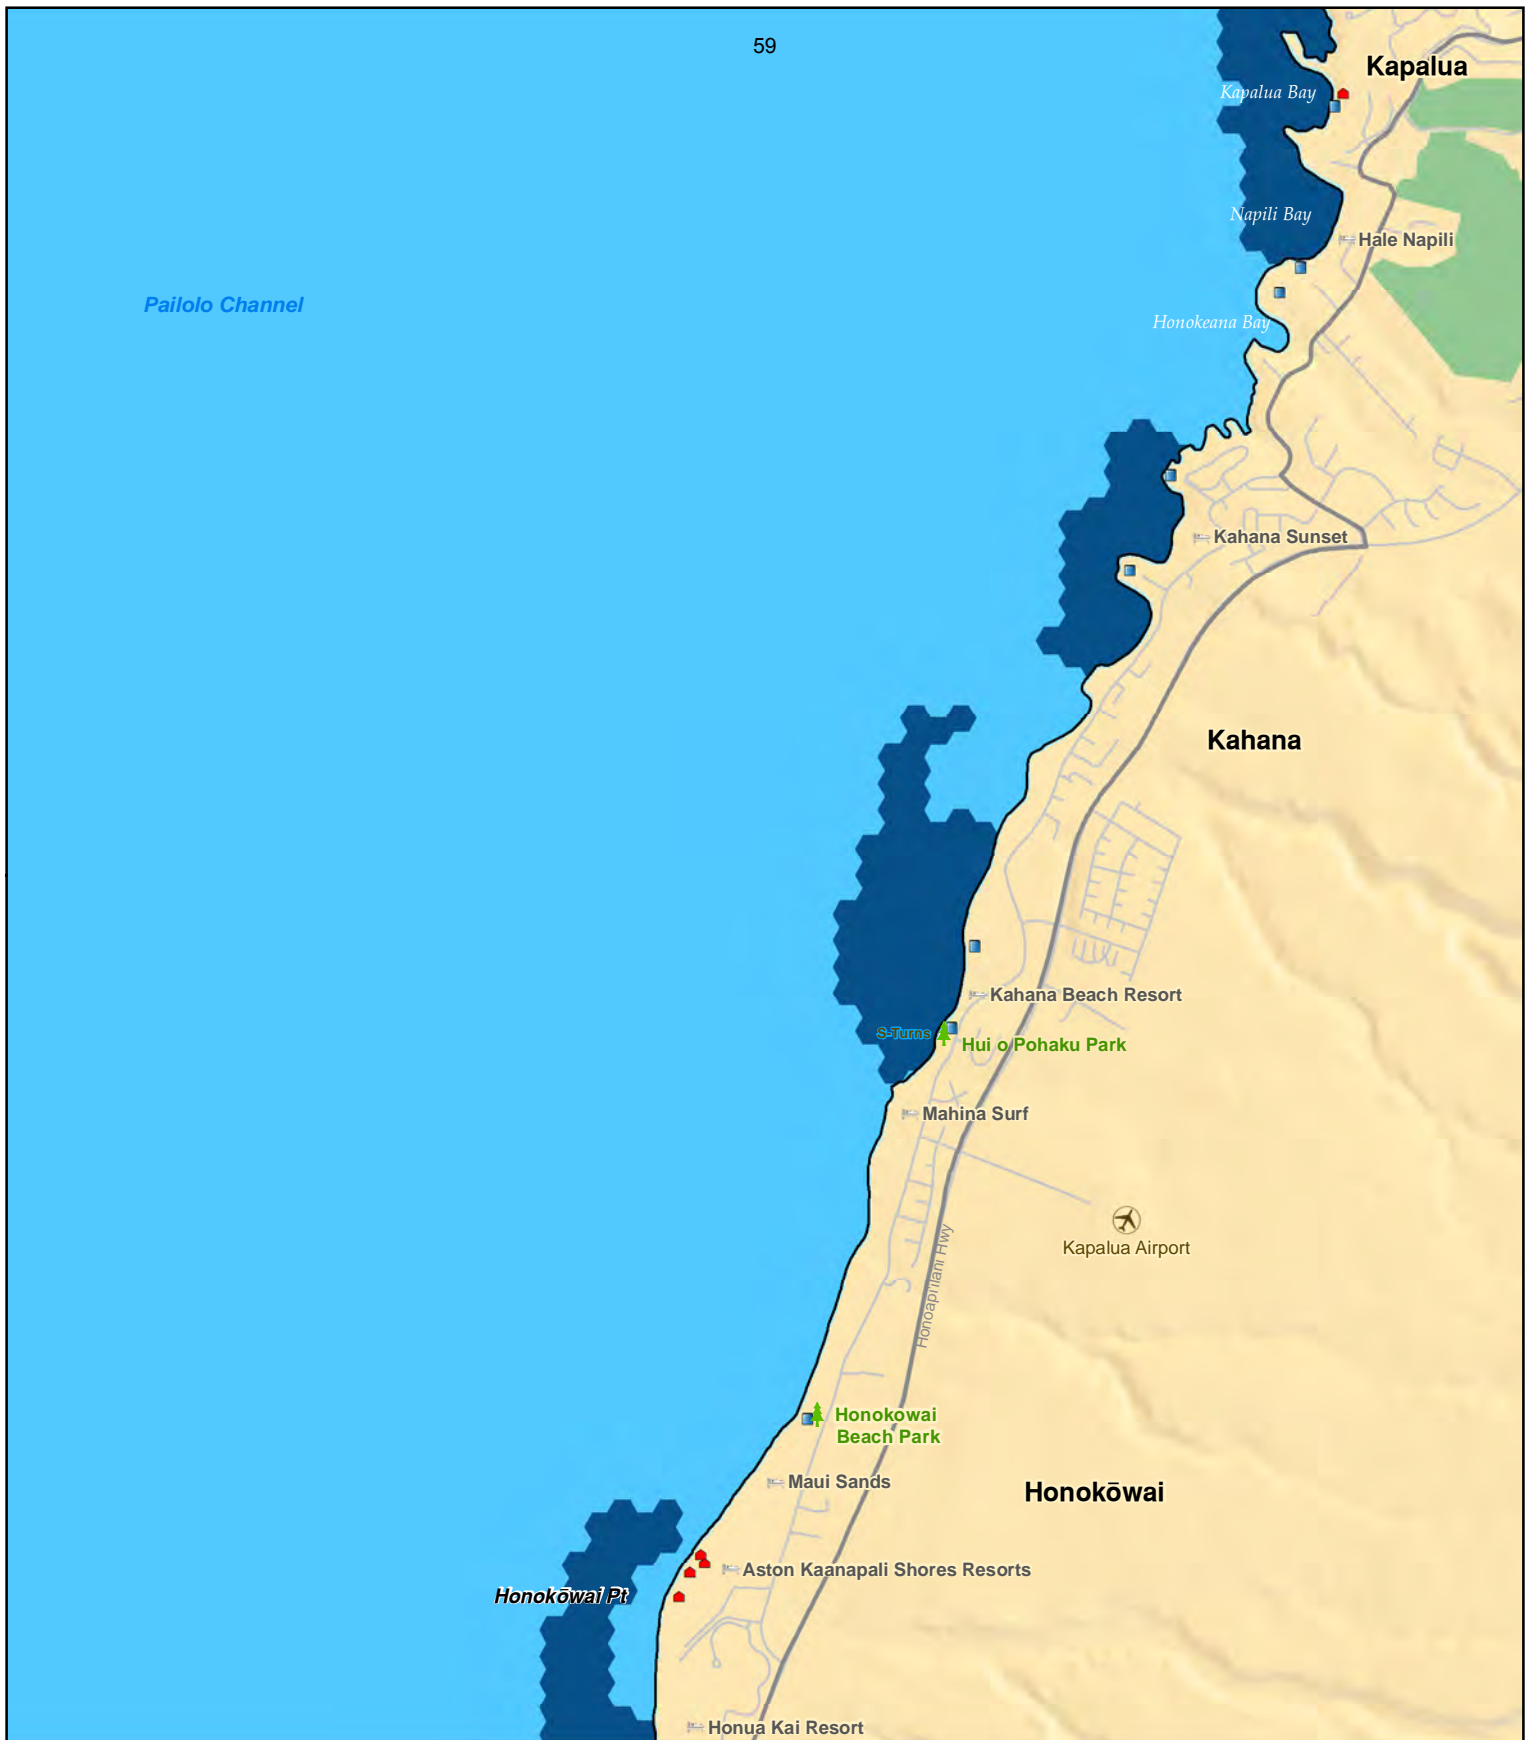 59
Kapalua
Kapalua Bay
Napili Bay
Hale Napili
Pailolo Channel
Honokeana Bay
Kahana Sunset
Kahana
Kahana Beach Resort
S-Turns
Hui o Pohaku Park
Mahina Surf
Kapalua Airport
Honoapiilani Hwy
Honokowai
Beach Park
Maui Sands
Honokōwai
Aston Kaanapali Shores Resorts
Honokōwai Pt
Honua Kai Resort